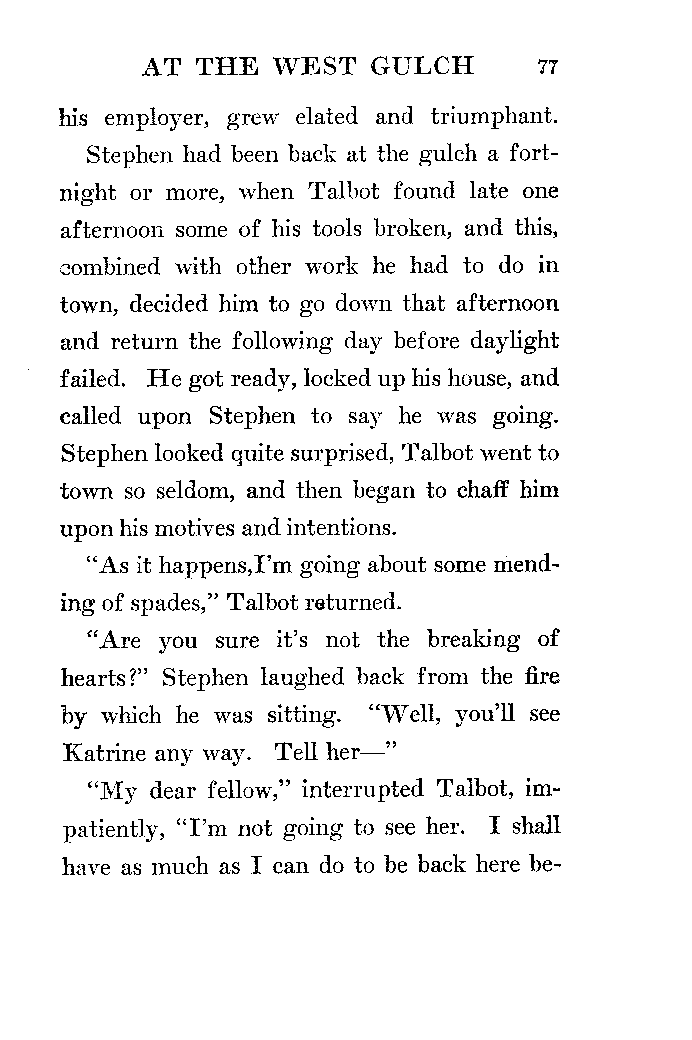 AT THE WEST GULCH 77
his employer, grew elated and triumphant.
Stephen had been back at the gulch a fort-
night or more, when Talbot found late one
afternoon some of his tools broken, and this,
combined with other work he had to do in
town, decided him to go down that afternoon
and return the following day before daylight
failed. He got ready, locked up his house, and
called upon Stephen to say he was going.
Stephen looked quite surprised, Talbot went to
town so seldom, and then began to chaff him
upon his motives and intentions.
“As it happens,I’m going about some mend-
ing of spades,” Talbot returned.
“Are you sure it’s not the breaking of
hearts?” Stephen laughed back from the fire
by which he was sitting. “Well, you’ll see
Katrine any way. Tell her—”
“My dear fellow,” interrupted Talbot, im-
patiently, “I’m not going to see her. I shall
have as much as I can do to be back here be-